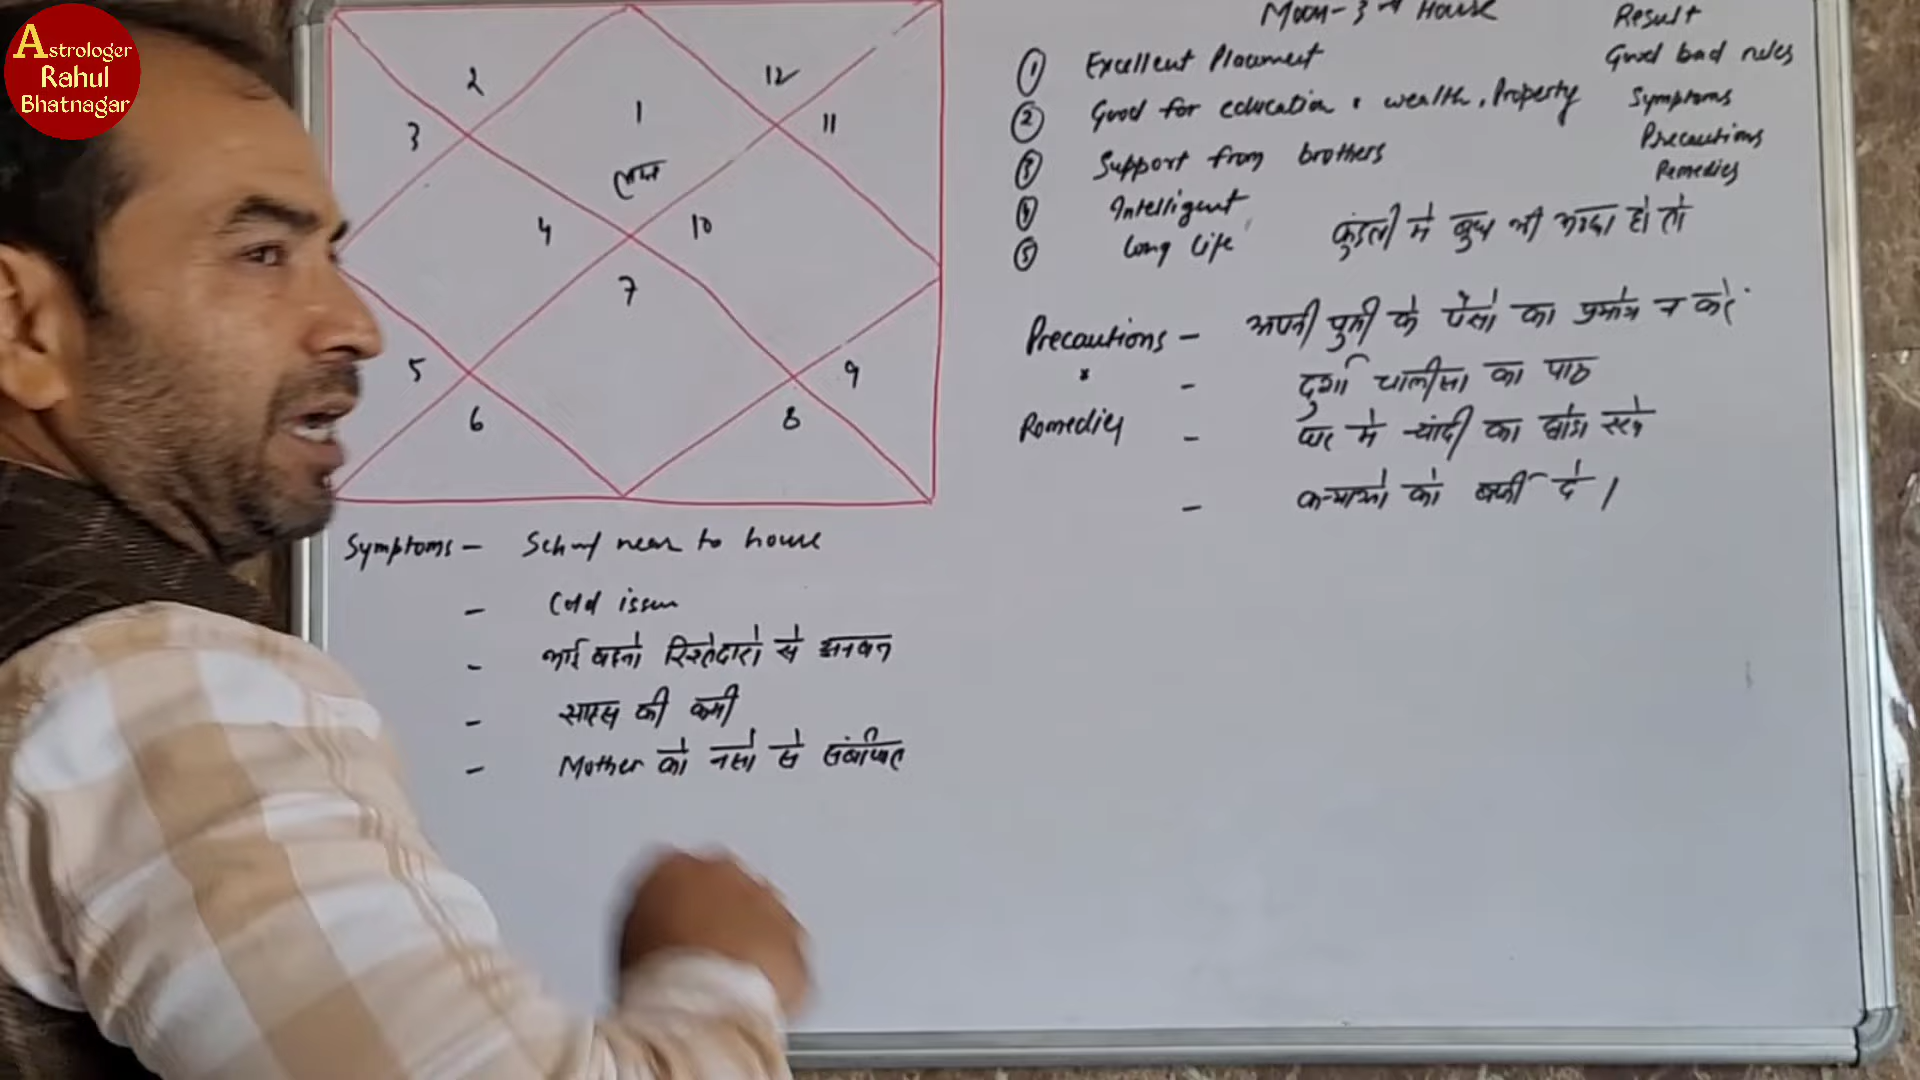 Astrologer
Rahul
Bhatnagar
2
12
1
3
11
लग्न
4
10
7
5
9
6
8
Moon - 3rd House
① Excellent Placement
② Good for education, wealth, Property
③ Support from brothers
④ Intelligent
⑤ Long life
Result
Good bad rules
Symptoms
Precautions
Remedies
कुंडली में बुध भी मन्दा हो तो
Precautions - अपनी पुत्री के पैसो का प्रयोग न करें
- दुर्गा चालीसा का पाठ
Remedies - घर में चांदी का घोड़ा रखे
- कन्याओ को बर्फी दे ।
Symptoms - School near to house
- Cold issue
- भाई बहनो रिश्तेदारो से अनबन
- साहस की कमी
- Mother को नसो से संबंधित